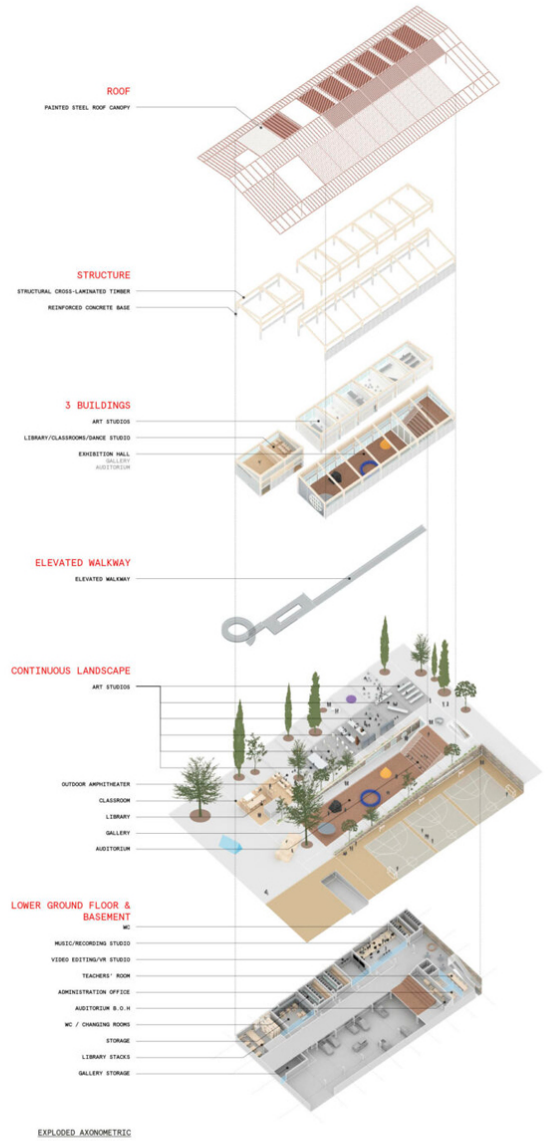 ROOF
PAINTED STEEL ROOF CANOPY
STRUCTURE
STRUCTURAL CROSS-LAMINATED TIMBER
REINFORCED CONCRETE BASE
3 BUILDINGS
ART STUDIOS
LIBRARY/CLASSROOMS/DANCE STUDIO
EXHIBITION HALL
GALLERY
AUDITORIUM
ELEVATED WALKWAY
ELEVATED WALKWAY
CONTINUOUS LANDSCAPE
ART STUDIOS
OUTDOOR AMPHITHEATER
CLASSROOM
LIBRARY
GALLERY
AUDITORIUM
LOWER GROUND FLOOR &
BASEMENT
WC
MUSIC/RECORDING STUDIO
VIDEO EDITING/VR STUDIO
TEACHERS' ROOM
ADMINISTRATION OFFICE
AUDITORIUM B.O.H
WC / CHANGING ROOMS
STORAGE
LIBRARY STACKS
GALLERY STORAGE
EXPLODED AXONOMETRIC